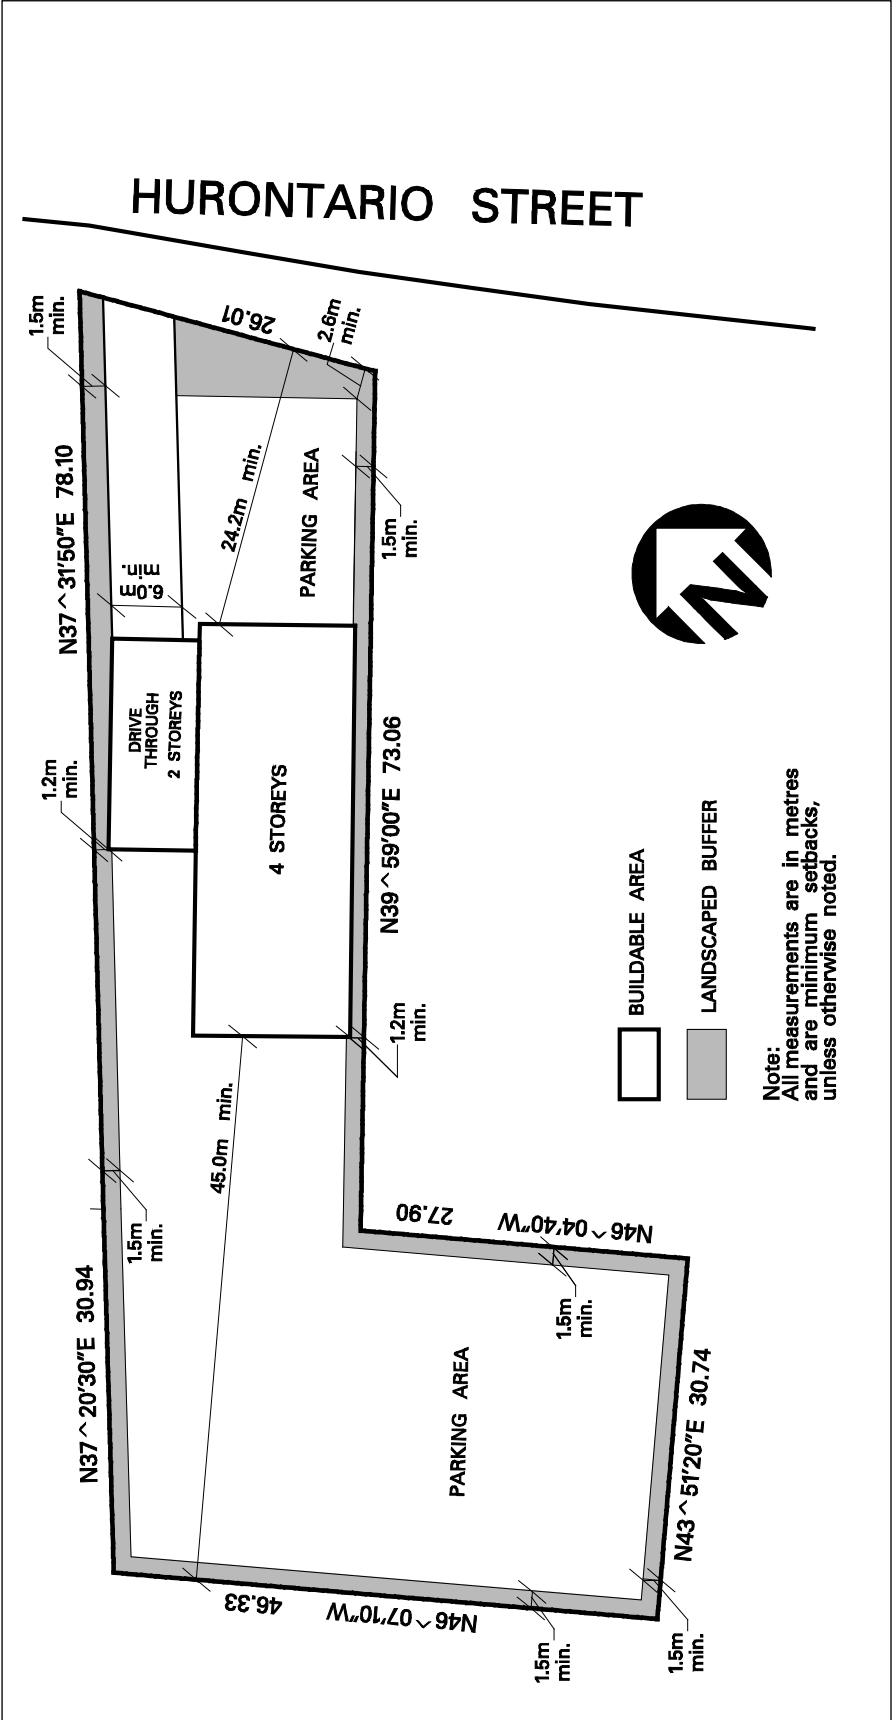 HURONTARIO STREET
1.5m
min.
26.01
2.6m
min.
N37^31'50"E 78.10
24.2m min.
PARKING AREA
1.5m
min.
6.0m
min.
DRIVE
THROUGH
2 STOREYS
1.2m
min.
4 STOREYS
N39^59'00"E 73.06
N
1.2m
min.
45.0m min.
1.5m
min.
N37^20'30"E 30.94
27.90
N46^04'40"W
1.5m
min.
PARKING AREA
N43^51'20"E 30.74
46.33
N46^07'10"W
1.5m
min.
1.5m
min.
BUILDABLE AREA
LANDSCAPED BUFFER
Note:
All measurements are in metres
and are minimum setbacks,
unless otherwise noted.